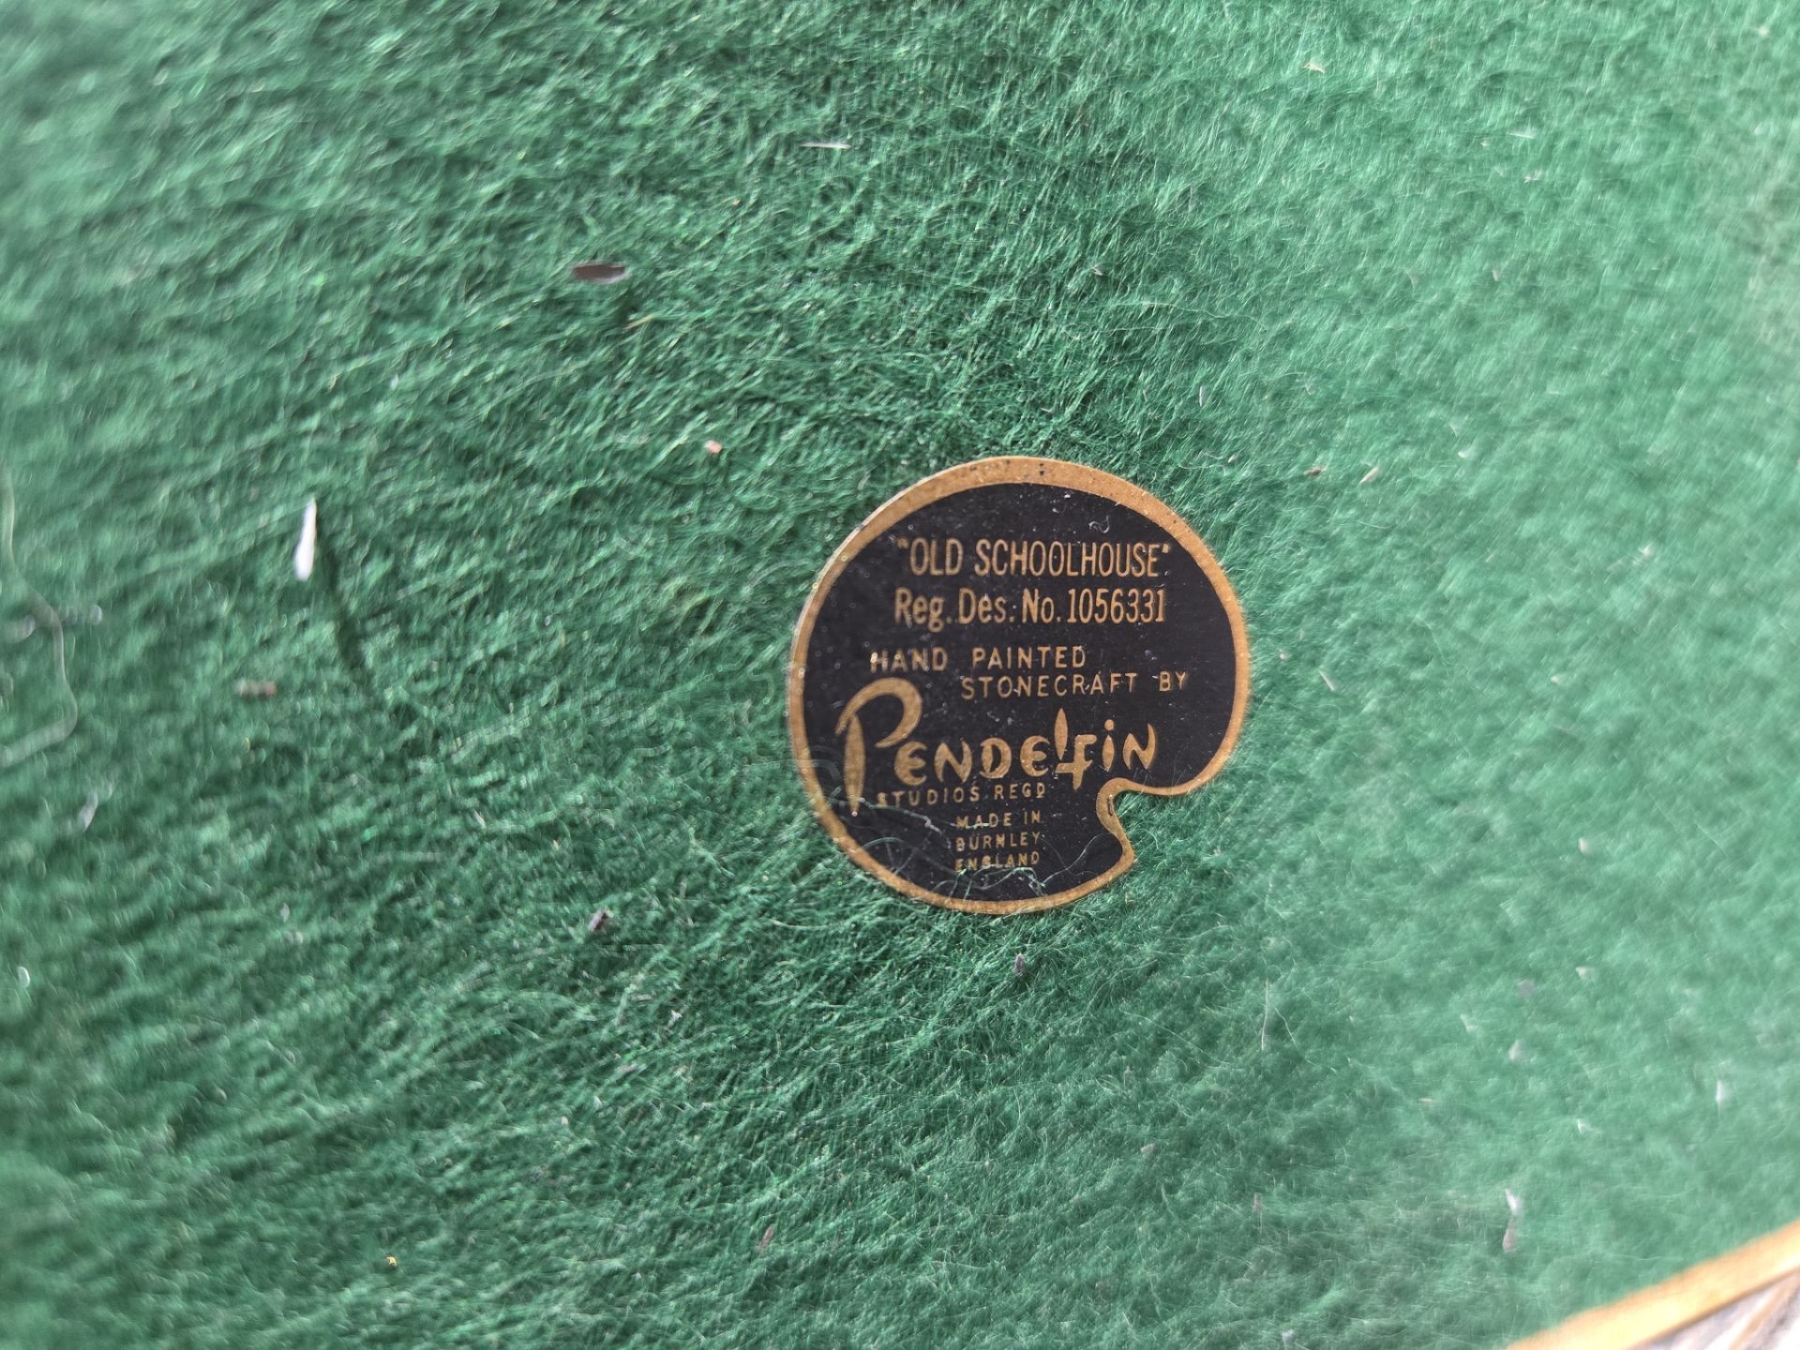 "OLD SCHOOLHOUSE"
Reg. Des. No. 1056331
HAND PAINTED
STONECRAFT BY
PENDELFIN
STUDIOS REGD
MADE IN
BURNLEY
ENGLAND